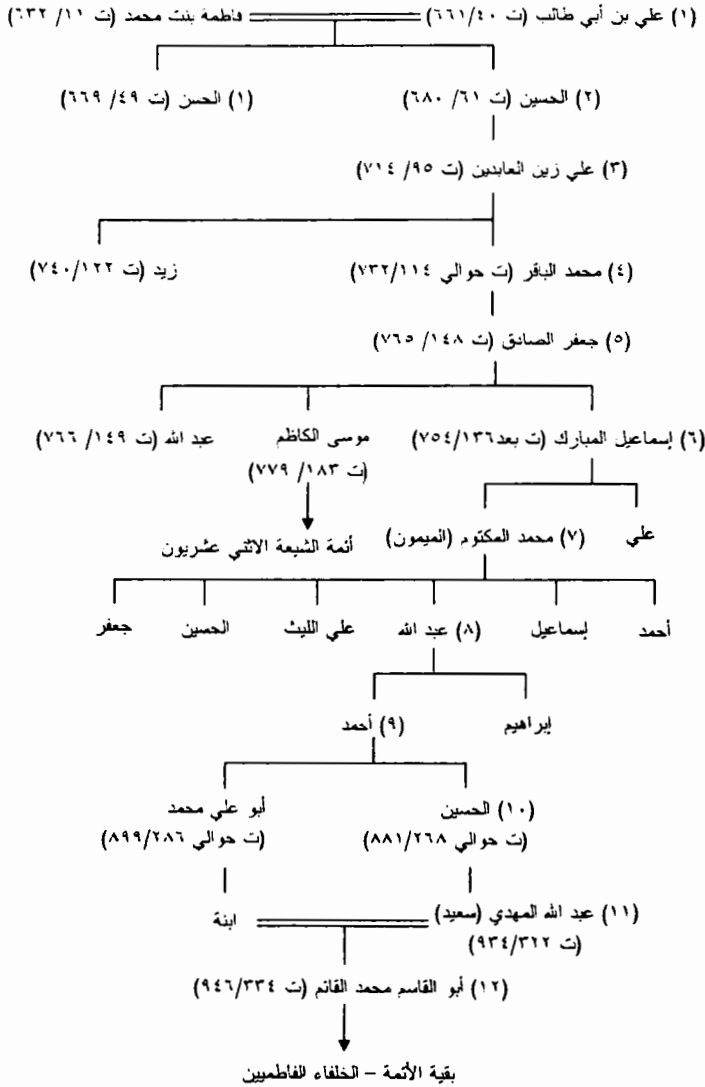 (١) علي بن أبي طالب (ت ٤٠/ ٦٦١) فاطمة بنت محمد (ت ١١/ ٦٣٢)
(٢) الحسين (ت ٦١/ ٦٨٠) (١) الحسن (ت ٤٩/ ٦٦٩)
(٣) علي زين العابدين (ت ٩٥/ ٧١٤)
(٤) محمد الباقر (ت حوالي ٧٣٢/١١٤) زيد (ت ٧٤٠/١٢٢)
(٥) جعفر الصادق (ت ١٤٨/ ٧٦٥)
(٦) إسماعيل المبارك (ت بعد ٧٥٤/١٣٦) موسى الكاظم عبد الله (ت ١٤٩/ ٧٦٦)
(ت ١٨٣/ ٧٧٩)
علي (٧) محمد المكتوم (الميمون) أئمة الشيعة الاثني عشريون
أحمد إسماعيل (٨) عبد الله علي الليث الحسين جعفر
إبراهيم (٩) أحمد
(١٠) الحسين أبو علي محمد
(ت حوالي ٨٨١/٢٦٨) (ت حوالي ٨٩٩/٢٨٦)
(١١) عبد الله المهدي (سعيد) ابنة
(ت ٩٣٤/٣٢٢)
(١٢) أبو القاسم محمد القائم (ت ٩٤٦/٣٣٤)
بقية الأئمة – الخلفاء الفاطميين